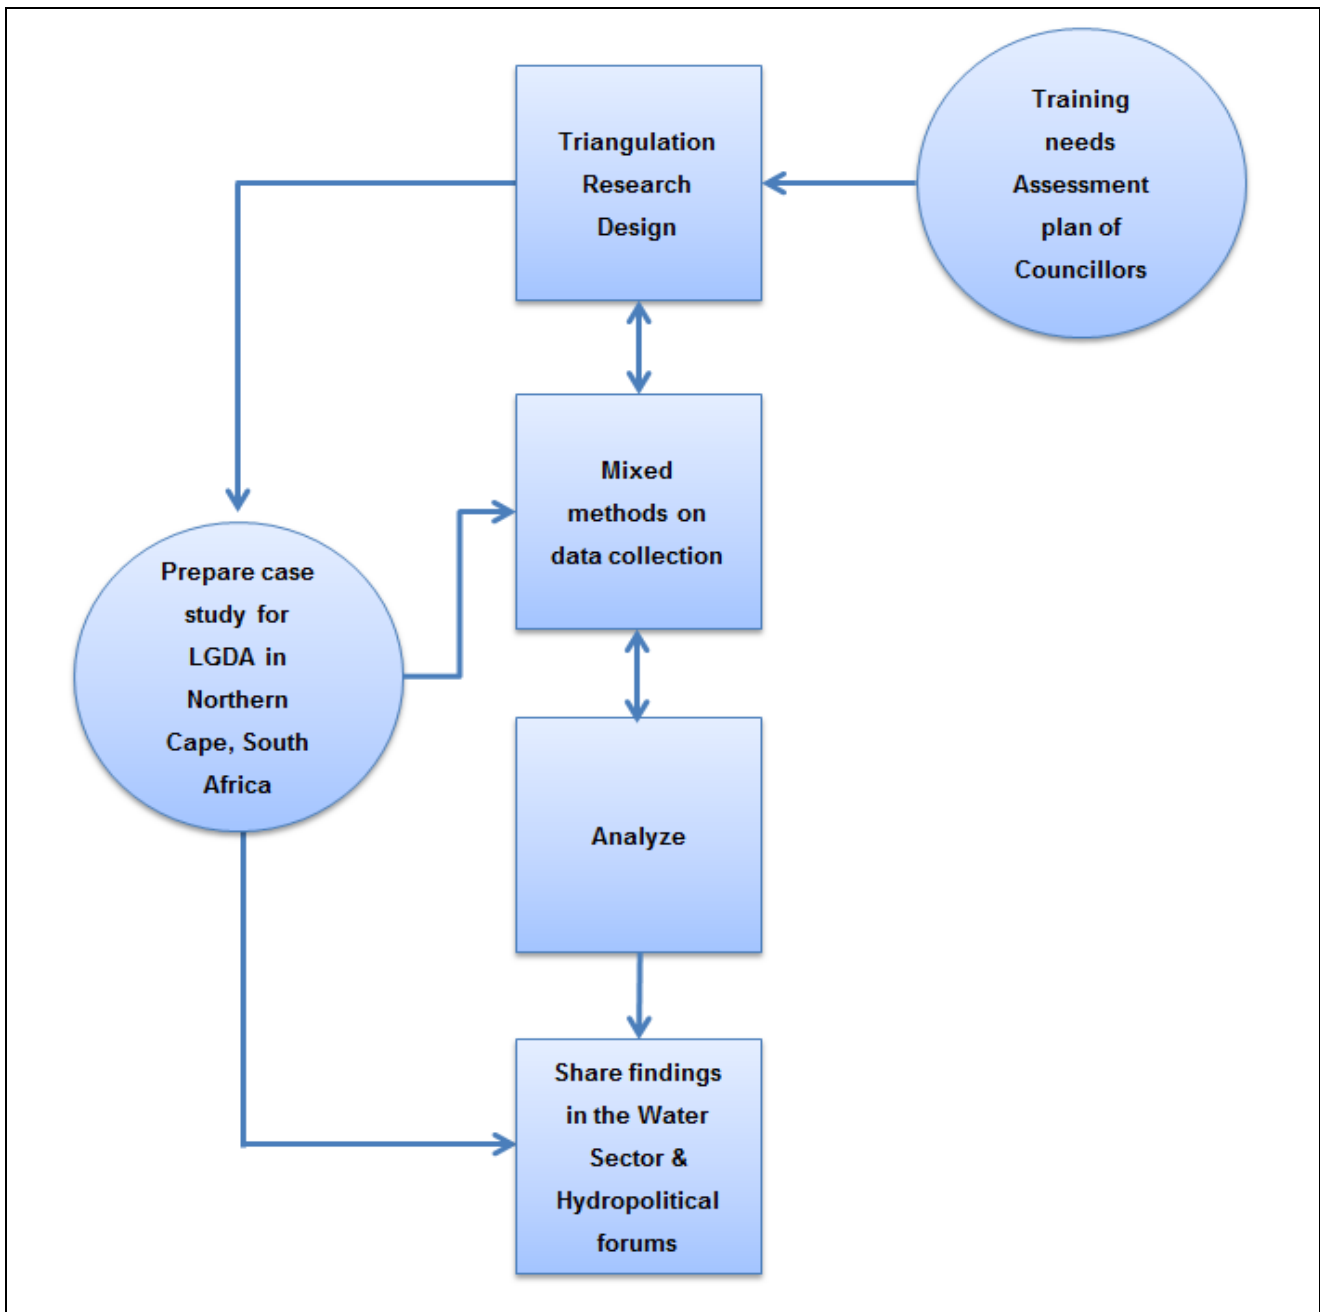 Triangulation
Research
Design
Training
needs
Assessment
plan of
Councillors
Mixed
methods on
data collection
Prepare case
study for
LGDA in
Northern
Cape, South
Africa
Analyze
Share findings
in the Water
Sector &
Hydropolitical
forums